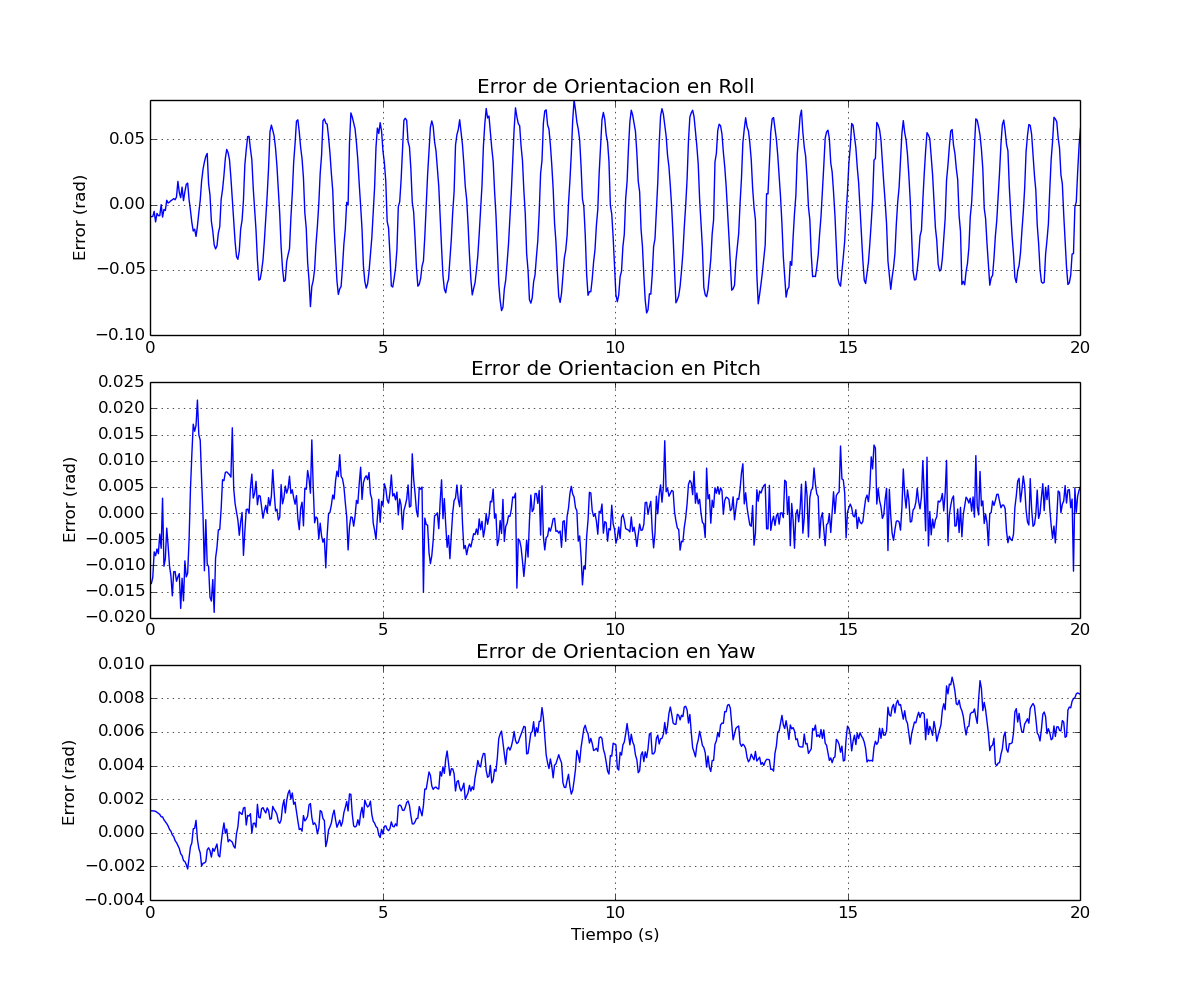 Error de Orientacion en Roll
0.05
0.00
−0.05
−0.10
Error (rad)
0 5 10 15 20
Error de Orientacion en Pitch
0.025
0.020
0.015
0.010
0.005
0.000
−0.005
−0.010
−0.015
−0.020
Error (rad)
0 5 10 15 20
Error de Orientacion en Yaw
0.010
0.008
0.006
0.004
0.002
0.000
−0.002
−0.004
Error (rad)
0 5 10 15 20
Tiempo (s)